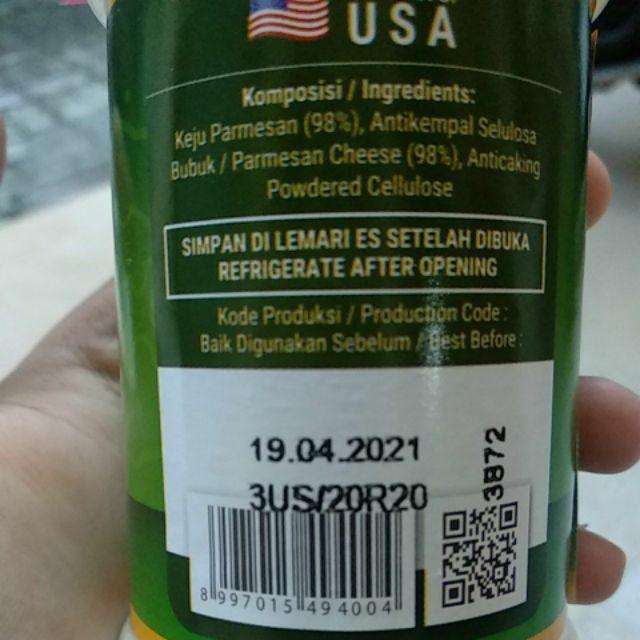 USA
Komposisi / Ingredients:
Keju Parmesan (98%), Antikempal Selulosa
Bubuk / Parmesan Cheese (98%), Anticaking
Powdered Cellulose
SIMPAN DI LEMARI ES SETELAH DIBUKA
REFRIGERATE AFTER OPENING
Kode Produksi / Production Code :
Baik Digunakan Sebelum / Best Before :
19.04.2021
3US/20R20
3B72
8 997015 494004